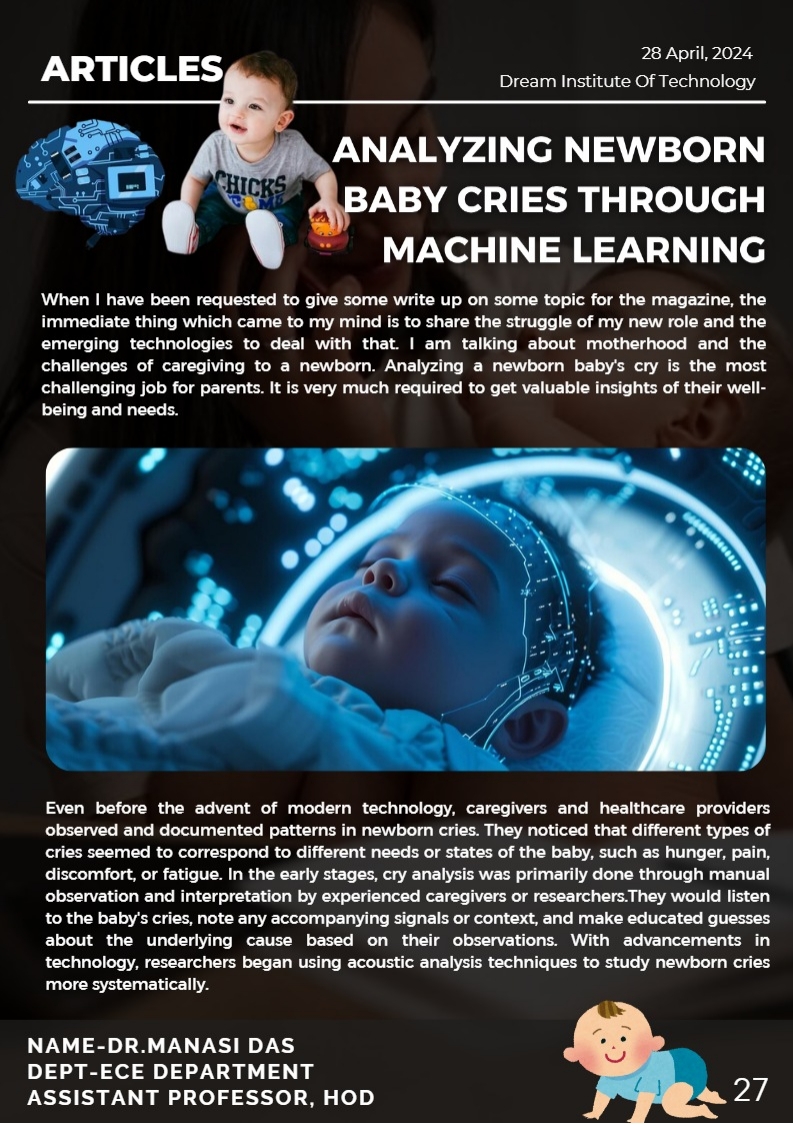 28 April, 2024
ARTICLES
Dream Institute Of Technology
CHICKS
ANALYZING NEWBORN
BABY CRIES THROUGH
MACHINE LEARNING
When I have been requested to give some write up on some topic for the magazine, the
immediate thing which came to my mind is to share the struggle of my new role and the
emerging technologies to deal with that. I am talking about motherhood and the
challenges of caregiving to a newborn. Analyzing a newborn baby's cry is the most
challenging job for parents. It is very much required to get valuable insights of their well-
being and needs.
Even before the advent of modern technology, caregivers and healthcare providers
observed and documented patterns in newborn cries. They noticed that different types of
cries seemed to correspond to different needs or states of the baby, such as hunger, pain,
discomfort, or fatigue. In the early stages, cry analysis was primarily done through manual
observation and interpretation by experienced caregivers or researchers.They would listen
to the baby's cries, note any accompanying signals or context, and make educated guesses
about the underlying cause based on their observations. With advancements in
technology, researchers began using acoustic analysis techniques to study newborn cries
more systematically.
NAME-DR.MANASI DAS
DEPT-ECE DEPARTMENT
ASSISTANT PROFESSOR, HOD
27